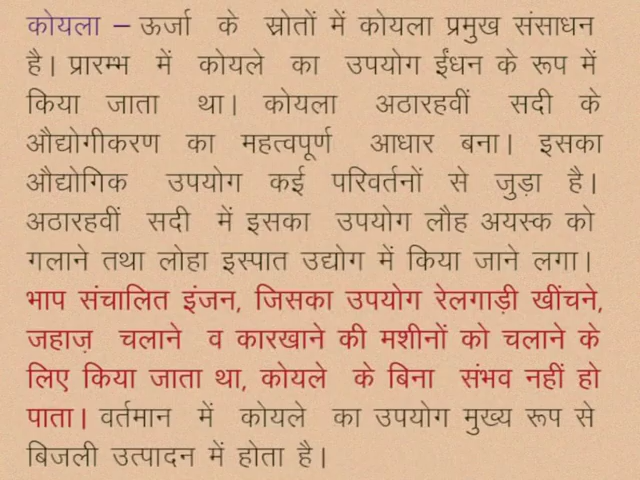 कोयला – ऊर्जा के स्रोतों में कोयला प्रमुख संसाधन
है। प्रारम्भ में कोयले का उपयोग ईंधन के रूप में
किया जाता था। कोयला अठारहवीं सदी के
औद्योगीकरण का महत्वपूर्ण आधार बना। इसका
औद्योगिक उपयोग कई परिवर्तनों से जुड़ा है।
अठारहवीं सदी में इसका उपयोग लौह अयस्क को
गलाने तथा लोहा इस्पात उद्योग में किया जाने लगा।
भाप संचालित इंजन, जिसका उपयोग रेलगाड़ी खींचने,
जहाज़ चलाने व कारखाने की मशीनों को चलाने के
लिए किया जाता था, कोयले के बिना संभव नहीं हो
पाता। वर्तमान में कोयले का उपयोग मुख्य रूप से
बिजली उत्पादन में होता है।